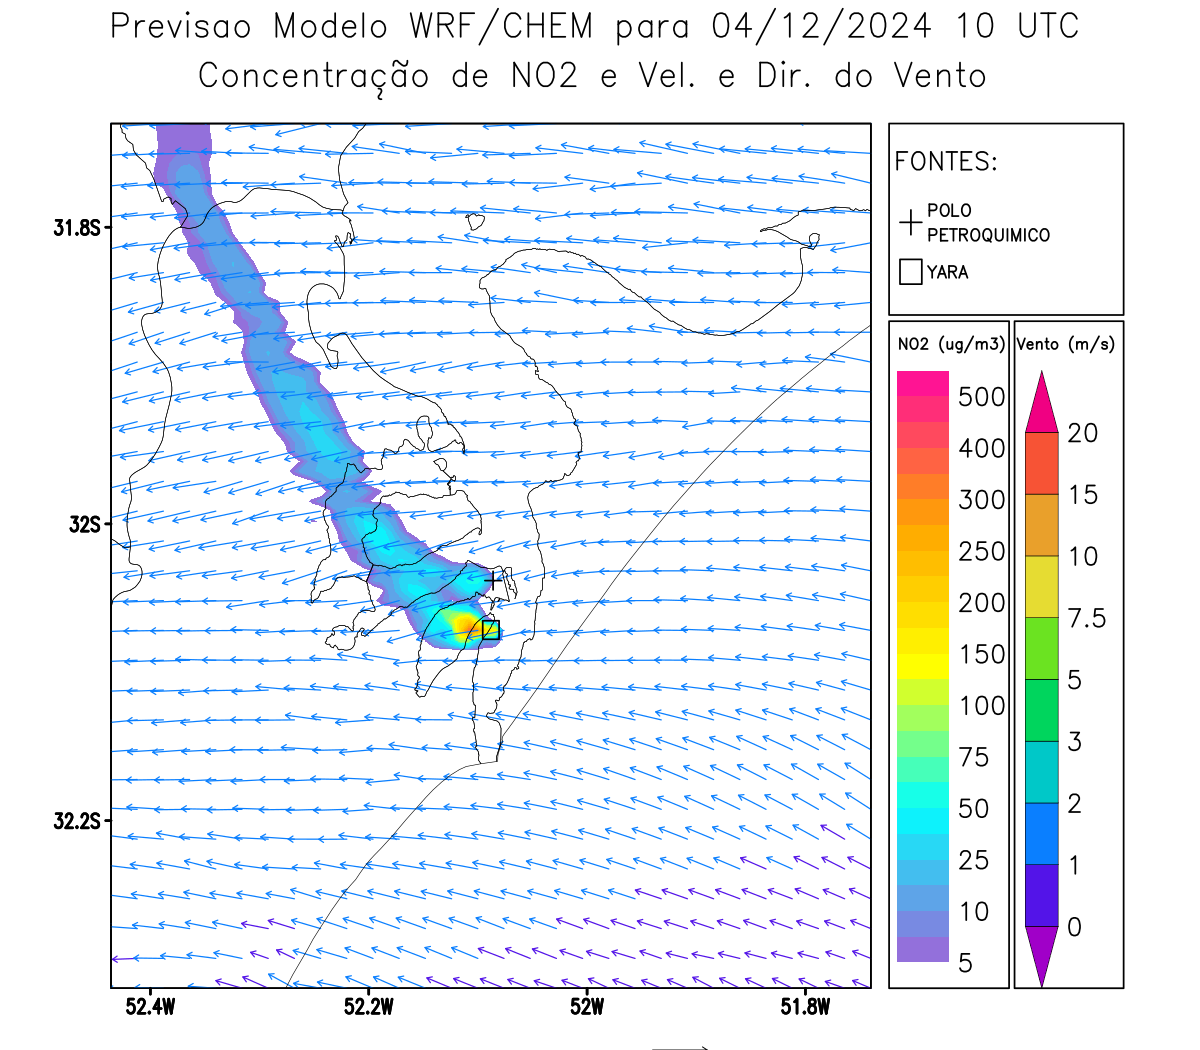 Previsao Modelo WRF/CHEM para 04/12/2024 10 UTC
Concentração de NO2 e Vel. e Dir. do Vento
FONTES:
POLO
PETROQUIMICO
YARA
31.8S
32S
32.2S
52.4W
52.2W
52W
51.8W
NO2 (ug/m3)
500
400
300
250
200
150
100
75
50
25
10
5
Vento (m/s)
20
15
10
7.5
5
3
2
1
0